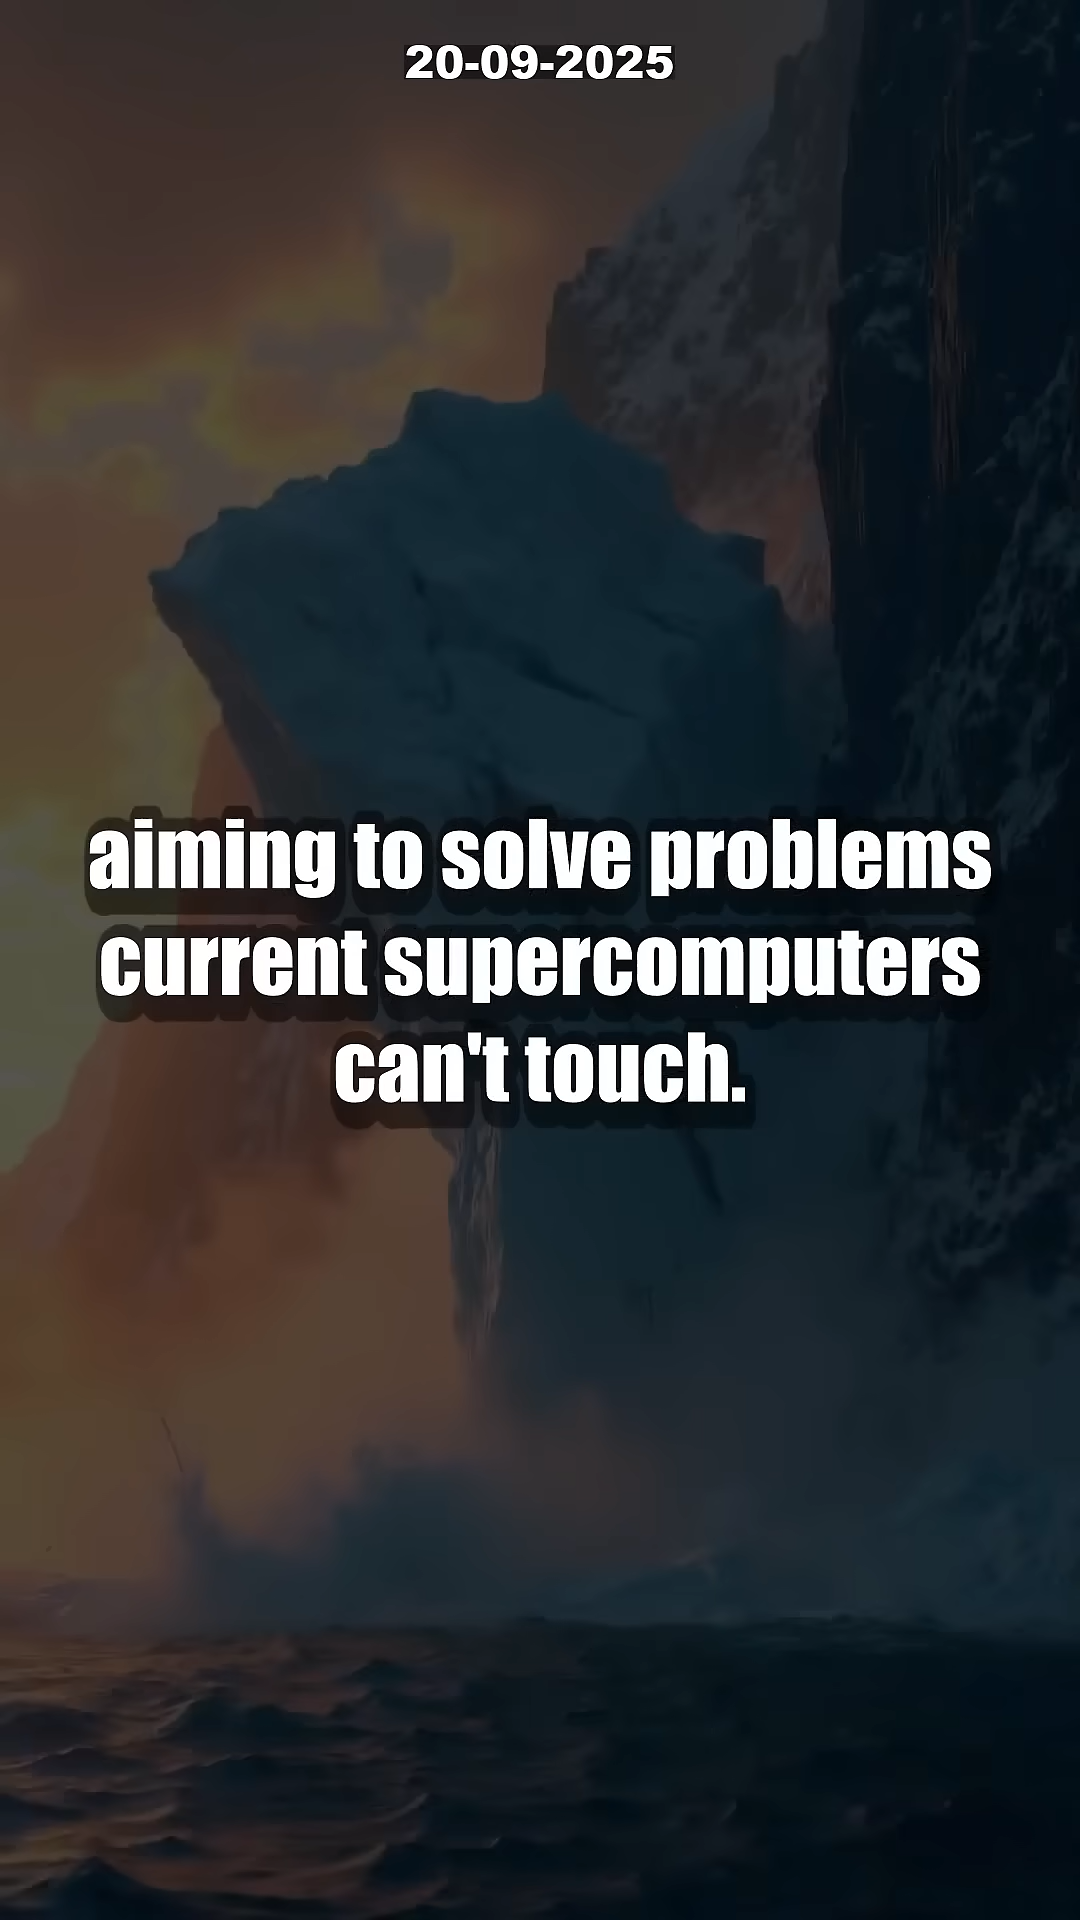 20-09-2025
aiming to solve problems
current supercomputers
can't touch.